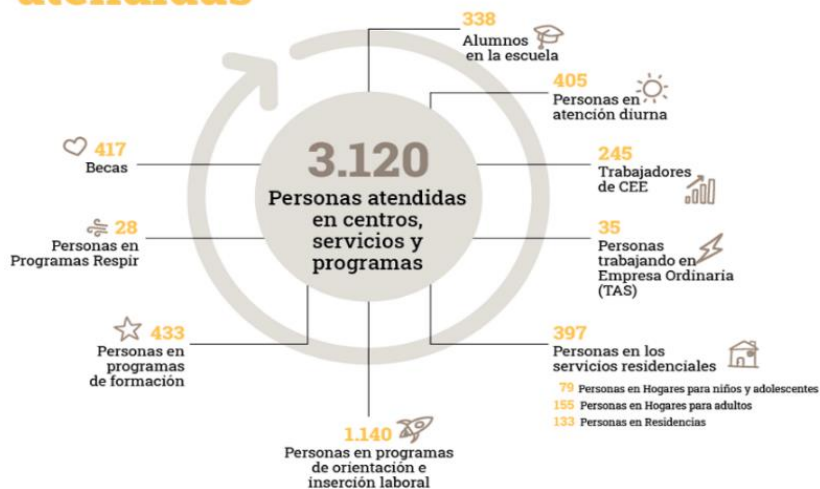 atendidas
338
Alumnos
en la escuela
405
Personas en
atención diurna
245
Trabajadores
de CEE
35
Personas
trabajando en
Empresa Ordinaria
(TAS)
397
Personas en los
servicios residenciales
79 Personas en Hogares para niños y adolescentes
155 Personas en Hogares para adultos
133 Personas en Residencias
1.140
Personas en programas
de orientación e
inserción laboral
433
Personas en
programas
de formación
28
Personas en
Programas Respir
417
Becas
3.120
Personas atendidas
en centros,
servicios y
programas